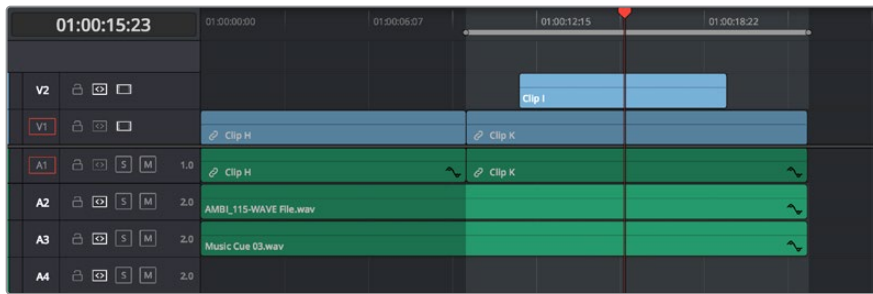 01:00:15:23
01:00:00:00 01:00:06:07 01:00:12:15 01:00:18:22
V2
Clip I
V1
Clip H Clip K
A1 S M 1.0
Clip H Clip K
A2 S M 2.0
AMBI_115-WAVE File.wav
A3 S M 2.0
Music Cue 03.wav
A4 S M 2.0